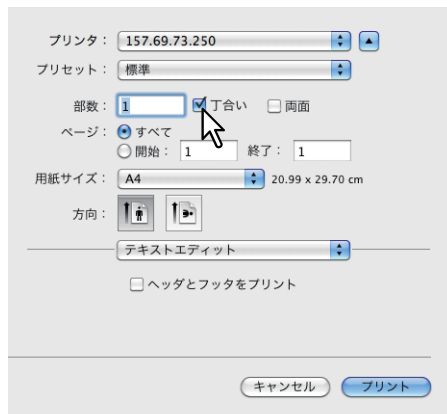 プリンタ： 157.69.73.250
プリセット： 標準
部数： 1 丁合い 両面
ページ： すべて
開始： 1 終了： 1
用紙サイズ： A4 20.99 x 29.70 cm
方向：
テキストエディット
ヘッダとフッタをプリント
キャンセル プリント